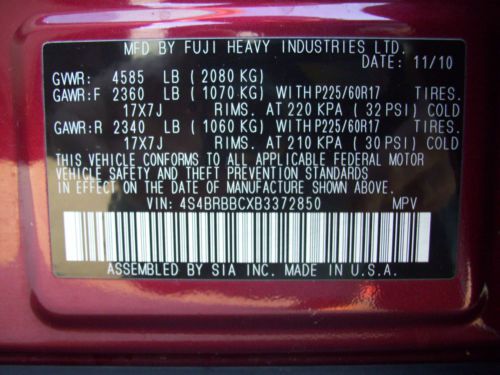 MFD BY FUJI HEAVY INDUSTRIES LTD.
DATE: 11/10
GVWR: 4585 LB ( 2080 KG)
GAWR:F 2360 LB ( 1070 KG) WITH P225/60R17 TIRES.
17X7J RIMS. AT 220 KPA ( 32 PSI) COLD
GAWR:R 2340 LB ( 1060 KG) WITH P225/60R17 TIRES.
17X7J RIMS. AT 210 KPA ( 30 PSI) COLD
THIS VEHICLE CONFORMS TO ALL APPLICABLE FEDERAL MOTOR
VEHICLE SAFETY AND THEFT PREVENTION STANDARDS
IN EFFECT ON THE DATE OF MANUFACTURE SHOWN ABOVE.
VIN: 4S4BRBBCXB3372850 MPV
ASSEMBLED BY SIA INC. MADE IN U.S.A.